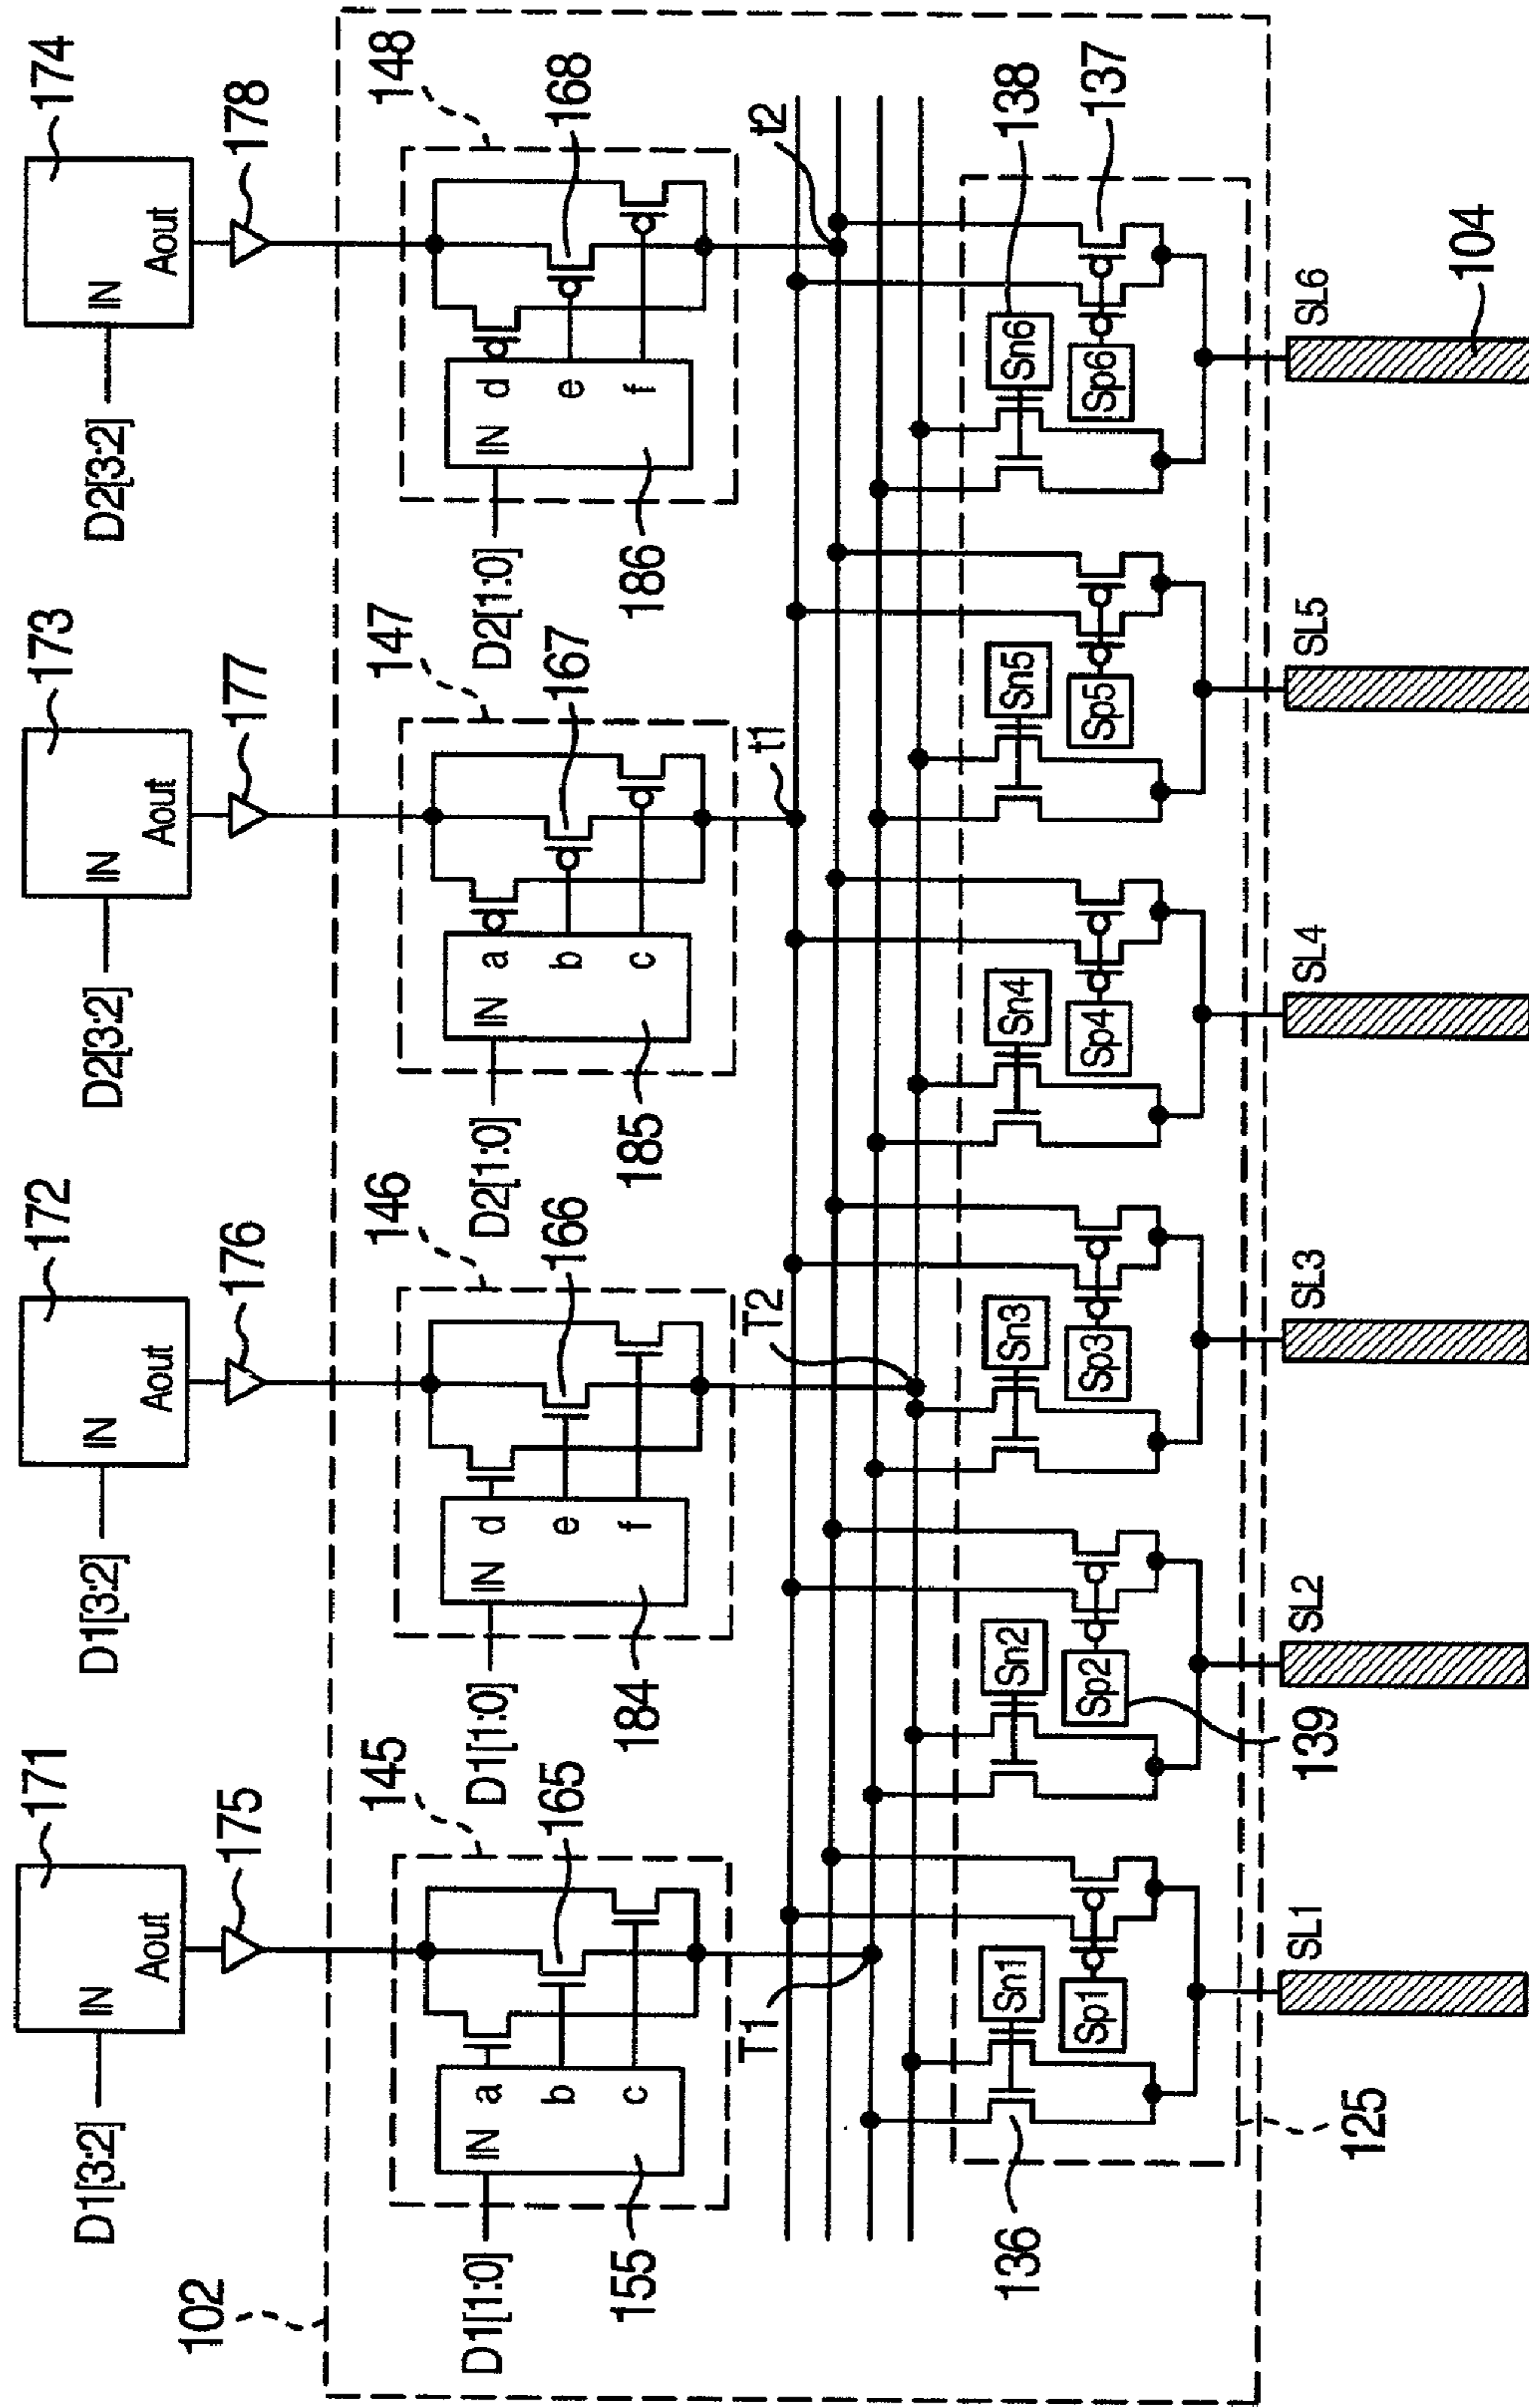 171
172
173
174
IN
Aout
IN
Aout
IN
Aout
IN
Aout
D1[3:2]
D1[3:2]
D2[3:2]
D2[3:2]
175
176
177
178
102
145
146
147
148
165
166
167
168
IN a
b
c
IN d
e
f
IN a
b
c
IN d
e
f
D1[1:0]
D1[1:0]
D2[1:0]
D2[1:0]
155
184
185
186
T1
T2
t1
t2
Sn1
Sn2
Sn3
Sn4
Sn5
Sn6
138
Sp1
Sp2
Sp3
Sp4
Sp5
Sp6
137
136
125
139
SL1
SL2
SL3
SL4
SL5
SL6
104